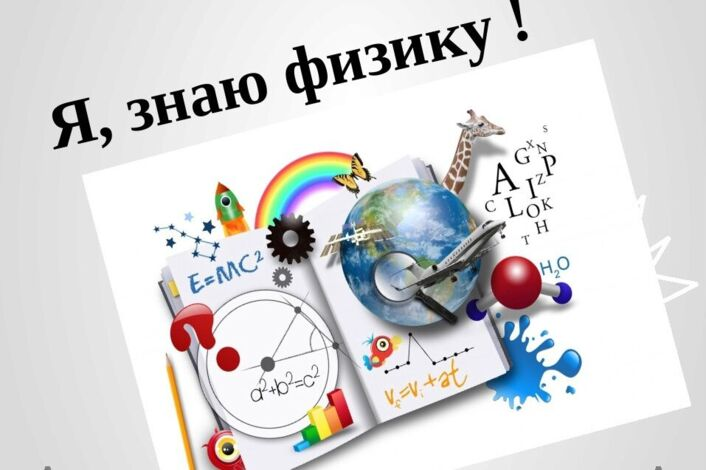 Я, знаю физику !
E=MC²
a²+b²=c²
V_f=V_i+at
H₂O
A
G
X
S
N
P
I
Z
C
L
O
K
T
H